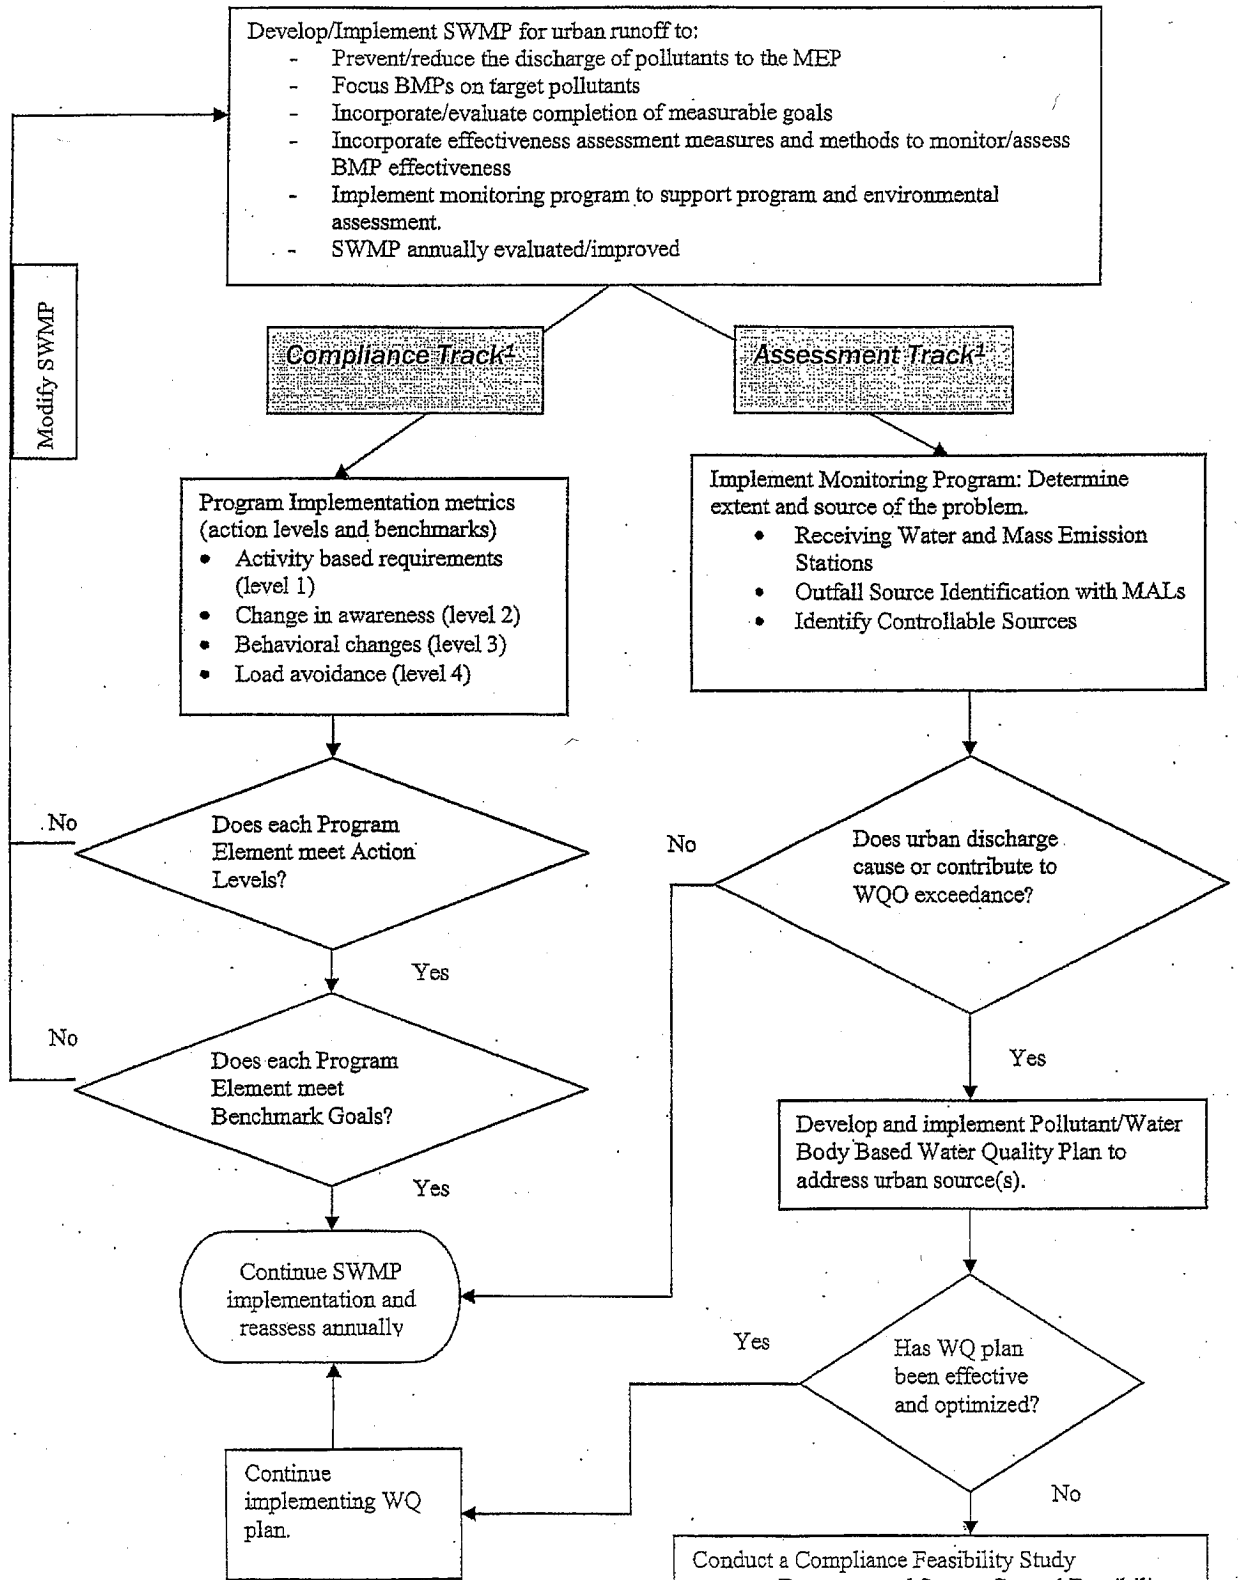 Develop/Implement SWMP for urban runoff to:
- Prevent/reduce the discharge of pollutants to the MEP
- Focus BMPs on target pollutants
- Incorporate/evaluate completion of measurable goals
- Incorporate effectiveness assessment measures and methods to monitor/assess
BMP effectiveness
- Implement monitoring program to support program and environmental
assessment.
- SWMP annually evaluated/improved
Modify SWMP
Compliance Track¹
Assessment Track¹
Program Implementation metrics
(action levels and benchmarks)
• Activity based requirements
(level 1)
• Change in awareness (level 2)
• Behavioral changes (level 3)
• Load avoidance (level 4)
Implement Monitoring Program: Determine
extent and source of the problem.
• Receiving Water and Mass Emission
Stations
• Outfall Source Identification with MALs
• Identify Controllable Sources
No
Does each Program
Element meet Action
Levels?
Yes
No
Does urban discharge
cause or contribute to
WQO exceedance?
Yes
No
Does each Program
Element meet
Benchmark Goals?
Yes
Develop and implement Pollutant/Water
Body Based Water Quality Plan to
address urban source(s).
Continue SWMP
implementation and
reassess annually
Yes
Has WQ plan
been effective
and optimized?
No
Continue
implementing WQ
plan.
Conduct a Compliance Feasibility Study